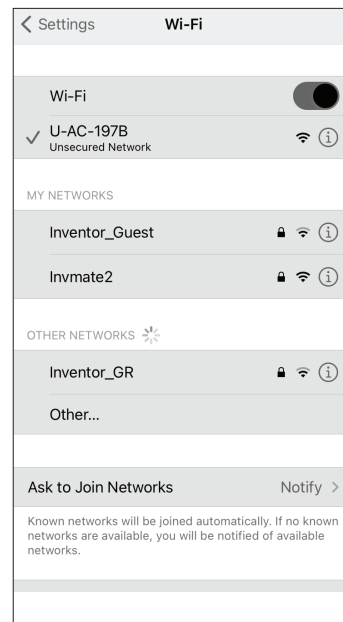 Settings
Wi-Fi
Wi-Fi
U-AC-197B
Unsecured Network
MY NETWORKS
Inventor_Guest
Invmate2
OTHER NETWORKS
Inventor_GR
Other...
Ask to Join Networks
Notify
Known networks will be joined automatically. If no known
networks are available, you will be notified of available
networks.